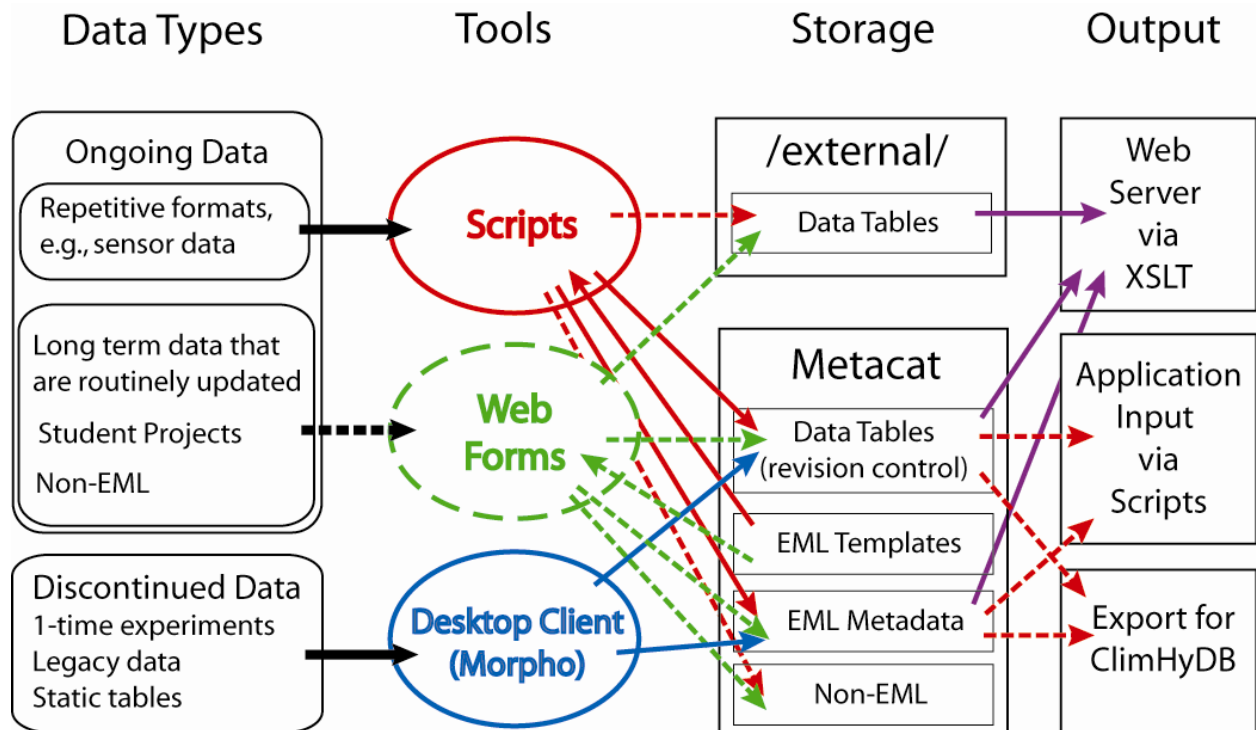 Data Types
Tools
Storage
Output
Ongoing Data
Repetitive formats,
e.g., sensor data
Long term data that
are routinely updated
Student Projects
Non-EML
Discontinued Data
1-time experiments
Legacy data
Static tables
Scripts
Web
Forms
Desktop Client
(Morpho)
/external/
Data Tables
Metacat
Data Tables
(revision control)
EML Templates
EML Metadata
Non-EML
Web
Server
via
XSLT
Application
Input
via
Scripts
Export for
ClimHyDB